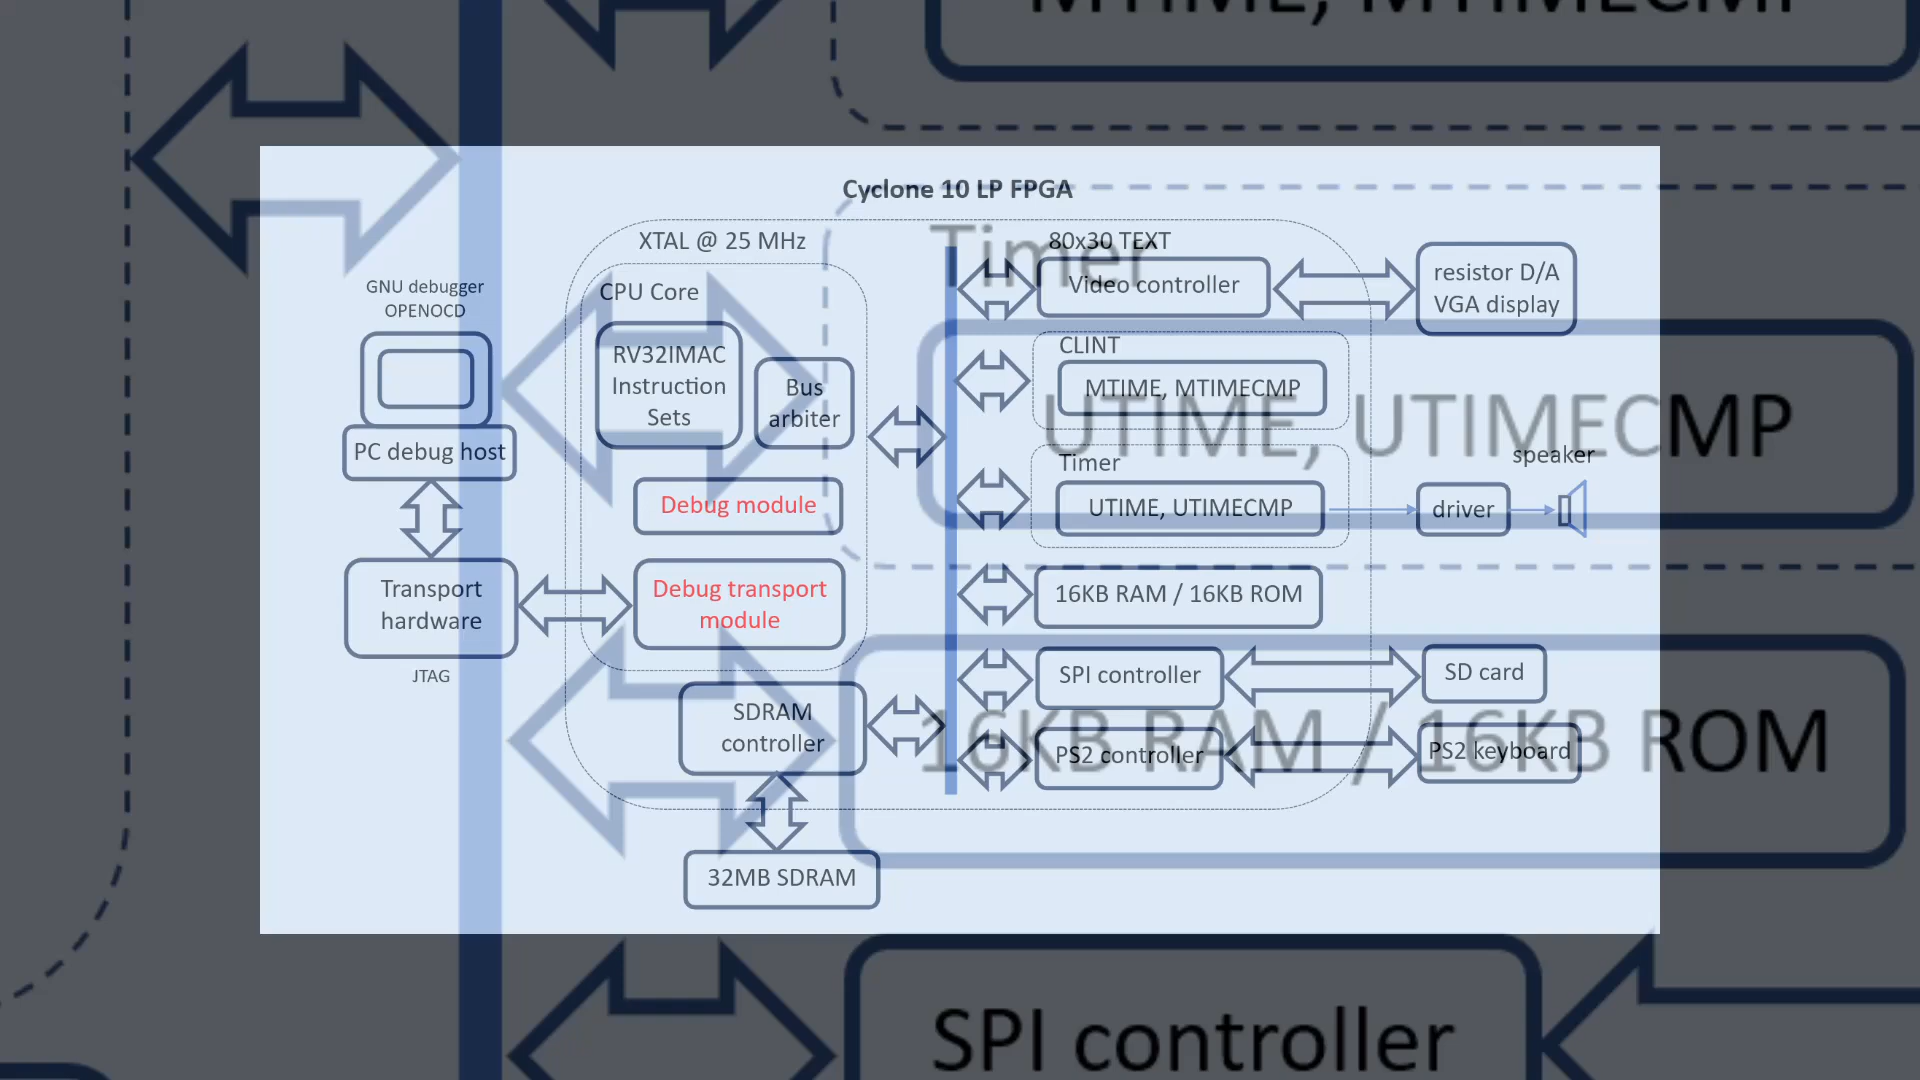 MTIME, MTIMECMP
Cyclone 10 LP FPGA
XTAL @ 25 MHz
80x30 TEXT
Timer
CPU Core
Video controller
resistor D/A
VGA display
GNU debugger
OPENOCD
RV32IMAC
Instruction
Sets
Bus
arbiter
CLINT
MTIME, MTIMECMP
UTIME, UTIMECMP
PC debug host
Timer
speaker
Debug module
UTIME, UTIMECMP
driver
Transport
hardware
Debug transport
module
16KB RAM / 16KB ROM
JTAG
SPI controller
SD card
SDRAM
controller
16KB RAM / 16KB ROM
PS2 controller
PS2 keyboard
32MB SDRAM
SPI controller